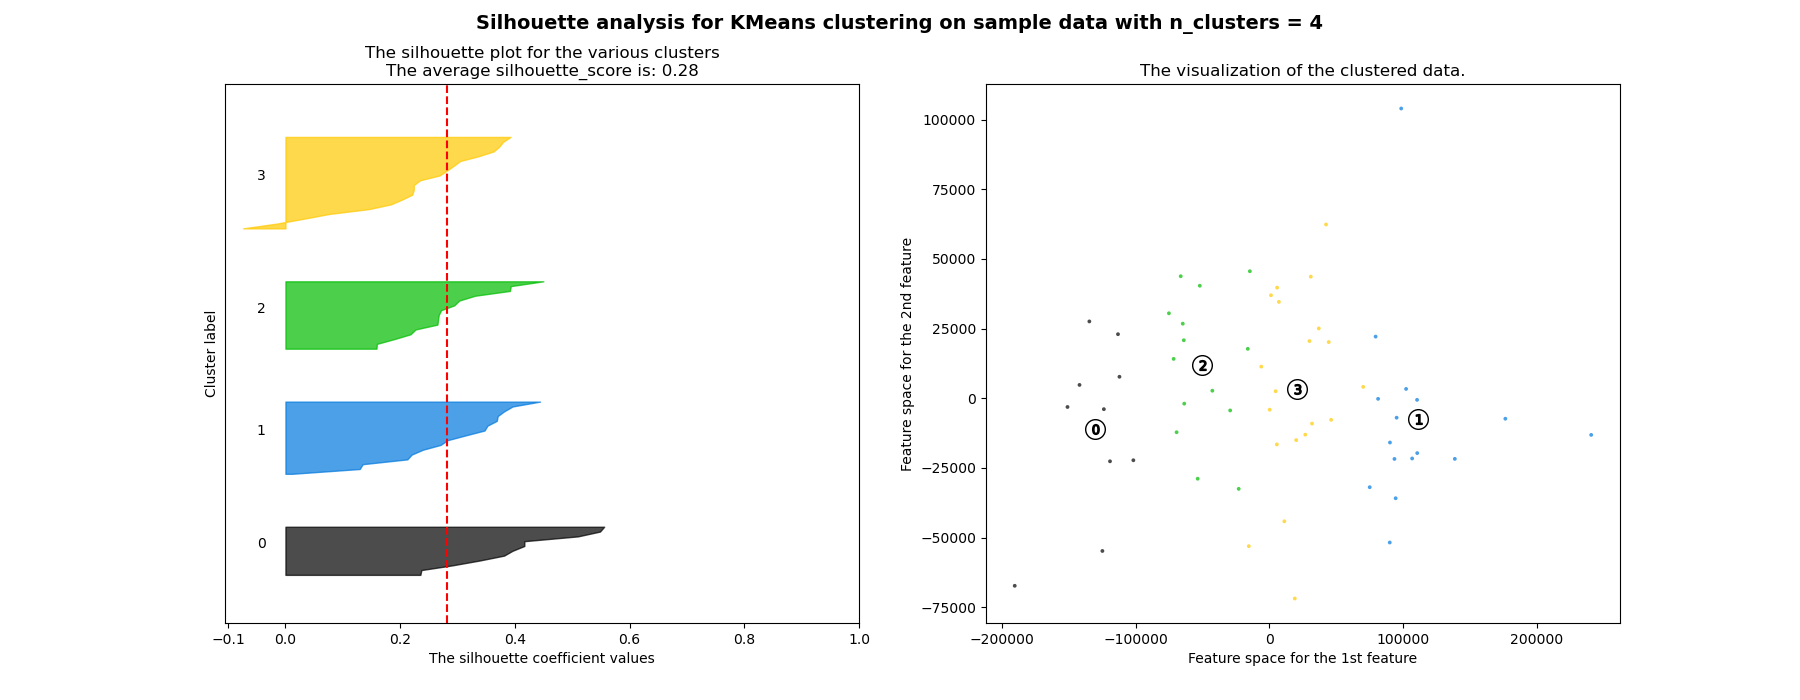 Silhouette analysis for KMeans clustering on sample data with n_clusters = 4
The silhouette plot for the various clusters
The average silhouette_score is: 0.28
3
2
1
0
Cluster label
−0.1 0.0 0.2 0.4 0.6 0.8 1.0
The silhouette coefficient values
The visualization of the clustered data.
100000
75000
50000
25000
0
−25000
−50000
−75000
Feature space for the 2nd feature
2
3
1
0
−200000 −100000 0 100000 200000
Feature space for the 1st feature